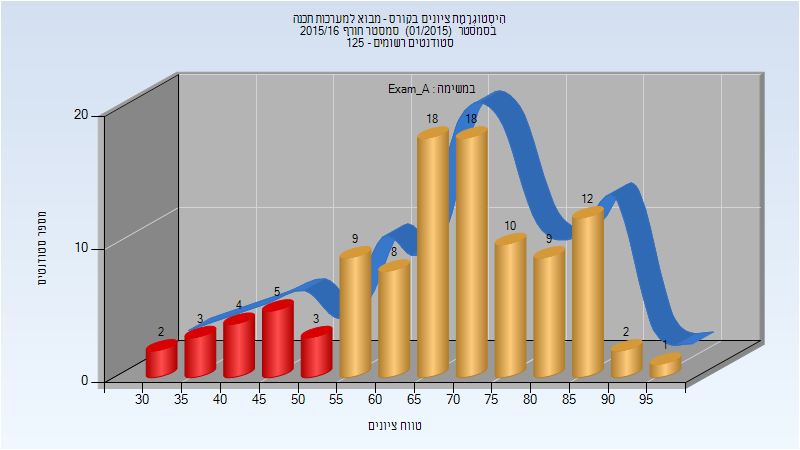 היסטוגרמת ציונים בקורס - מבוא למערכות תכנה
בסמסטר (01/2015) סמסטר חורף 2015/16
סטודנטים רשומים - 125
במשימה : Exam_A
מספר סטודנטים
20
10
0
2
3
4
5
3
9
8
18
18
10
9
12
2
1
30 35 40 45 50 55 60 65 70 75 80 85 90 95
טווח ציונים